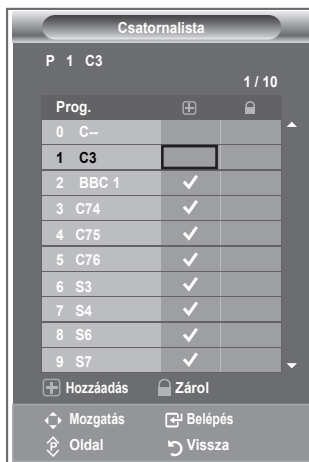 Csatornalista
P 1 C3
1 / 10
Prog.
0 C--
1 C3
2 BBC 1
3 C74
4 C75
5 C76
6 S3
7 S4
8 S6
9 S7
Hozzáadás Zárol
Mozgatás Belépés
P Oldal Vissza